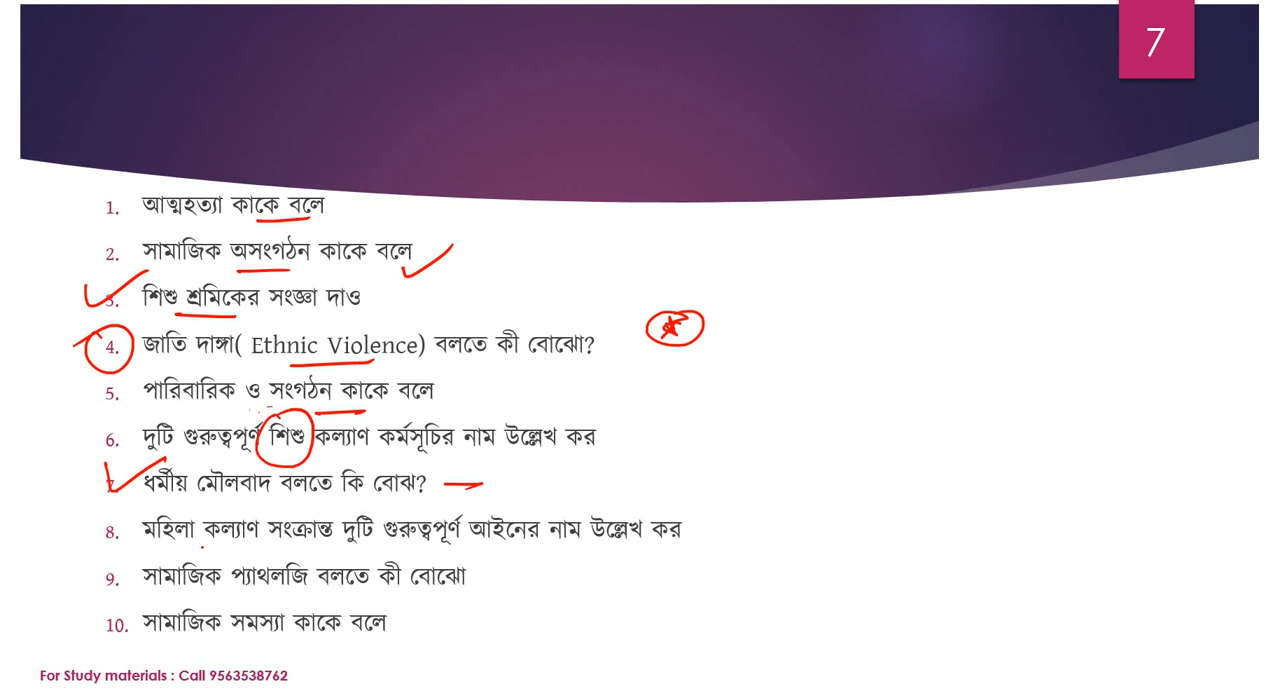 7
1. আত্মহত্যা কাকে বলে
2. সামাজিক অসংগঠন কাকে বলে
3. শিশু শ্রমিকের সংজ্ঞা দাও
4. জাতি দাঙ্গা( Ethnic Violence) বলতে কী বোঝো?
5. পারিবারিক ও সংগঠন কাকে বলে
6. দুটি গুরুত্বপূর্ণ শিশু কল্যাণ কর্মসূচির নাম উল্লেখ কর
7. ধর্মীয় মৌলবাদ বলতে কি বোঝ?
8. মহিলা কল্যাণ সংক্রান্ত দুটি গুরুত্বপূর্ণ আইনের নাম উল্লেখ কর
9. সামাজিক প্যাথলজি বলতে কী বোঝো
10. সামাজিক সমস্যা কাকে বলে
For Study materials : Call 9563538762